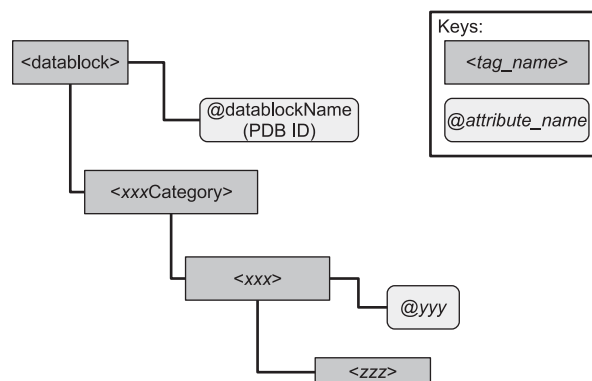 Keys:
<tag_name>
@attribute_name
<datablock>
@datablockName
(PDB ID)
<xxxCategory>
<xxx>
@yyy
<zzz>